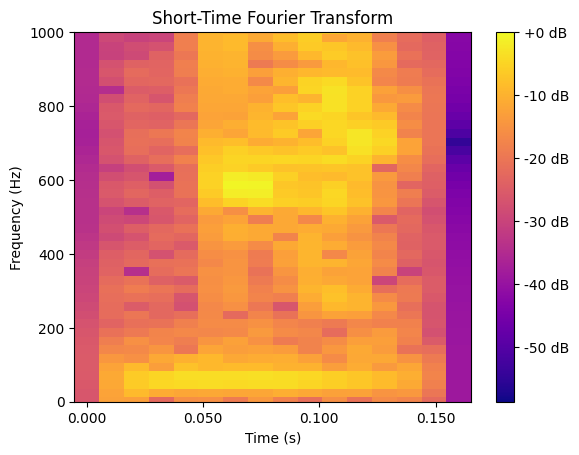 Short-Time Fourier Transform
1000
800
600
400
200
0
Frequency (Hz)
0.000
0.050
0.100
0.150
Time (s)
+0 dB
-10 dB
-20 dB
-30 dB
-40 dB
-50 dB